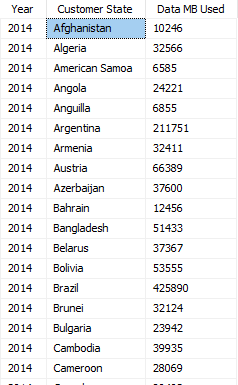 Year Customer State Data MB Used
2014 Afghanistan 10246
2014 Algeria 32566
2014 American Samoa 6585
2014 Angola 24221
2014 Anguilla 6855
2014 Argentina 211751
2014 Armenia 32411
2014 Austria 66389
2014 Azerbaijan 37600
2014 Bahrain 12456
2014 Bangladesh 51433
2014 Belarus 37367
2014 Bolivia 53555
2014 Brazil 425890
2014 Brunei 32124
2014 Bulgaria 23942
2014 Cambodia 39935
2014 Cameroon 28069